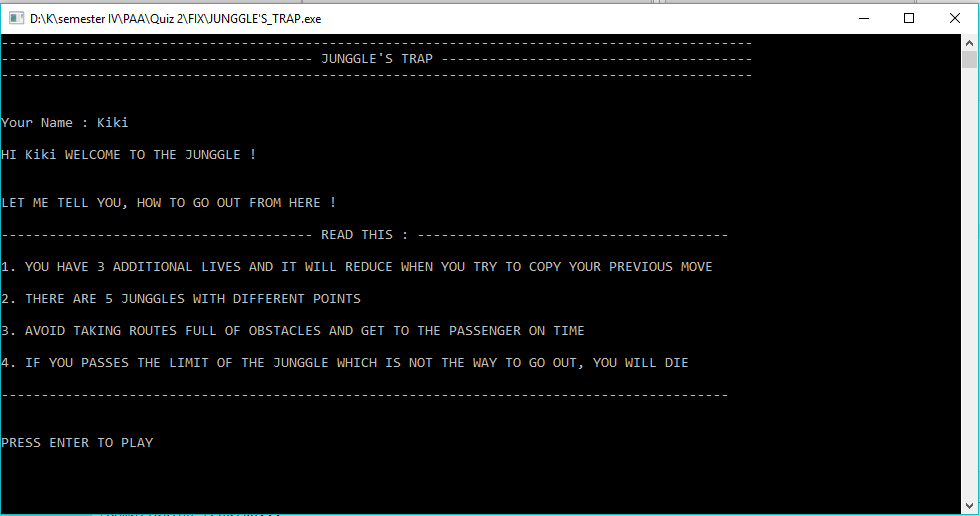 D:\K\semester IV\PAA\Quiz 2\FIX\JUNGGLE'S_TRAP.exe
----------------------------------------------------------------------------------------------
--------------------------------------- JUNGGLE'S TRAP ---------------------------------------
----------------------------------------------------------------------------------------------
Your Name : Kiki
HI Kiki WELCOME TO THE JUNGGLE !
LET ME TELL YOU, HOW TO GO OUT FROM HERE !
--------------------------------------- READ THIS : ---------------------------------------
1. YOU HAVE 3 ADDITIONAL LIVES AND IT WILL REDUCE WHEN YOU TRY TO COPY YOUR PREVIOUS MOVE
2. THERE ARE 5 JUNGGLES WITH DIFFERENT POINTS
3. AVOID TAKING ROUTES FULL OF OBSTACLES AND GET TO THE PASSENGER ON TIME
4. IF YOU PASSES THE LIMIT OF THE JUNGGLE WHICH IS NOT THE WAY TO GO OUT, YOU WILL DIE
-------------------------------------------------------------------------------------------
PRESS ENTER TO PLAY